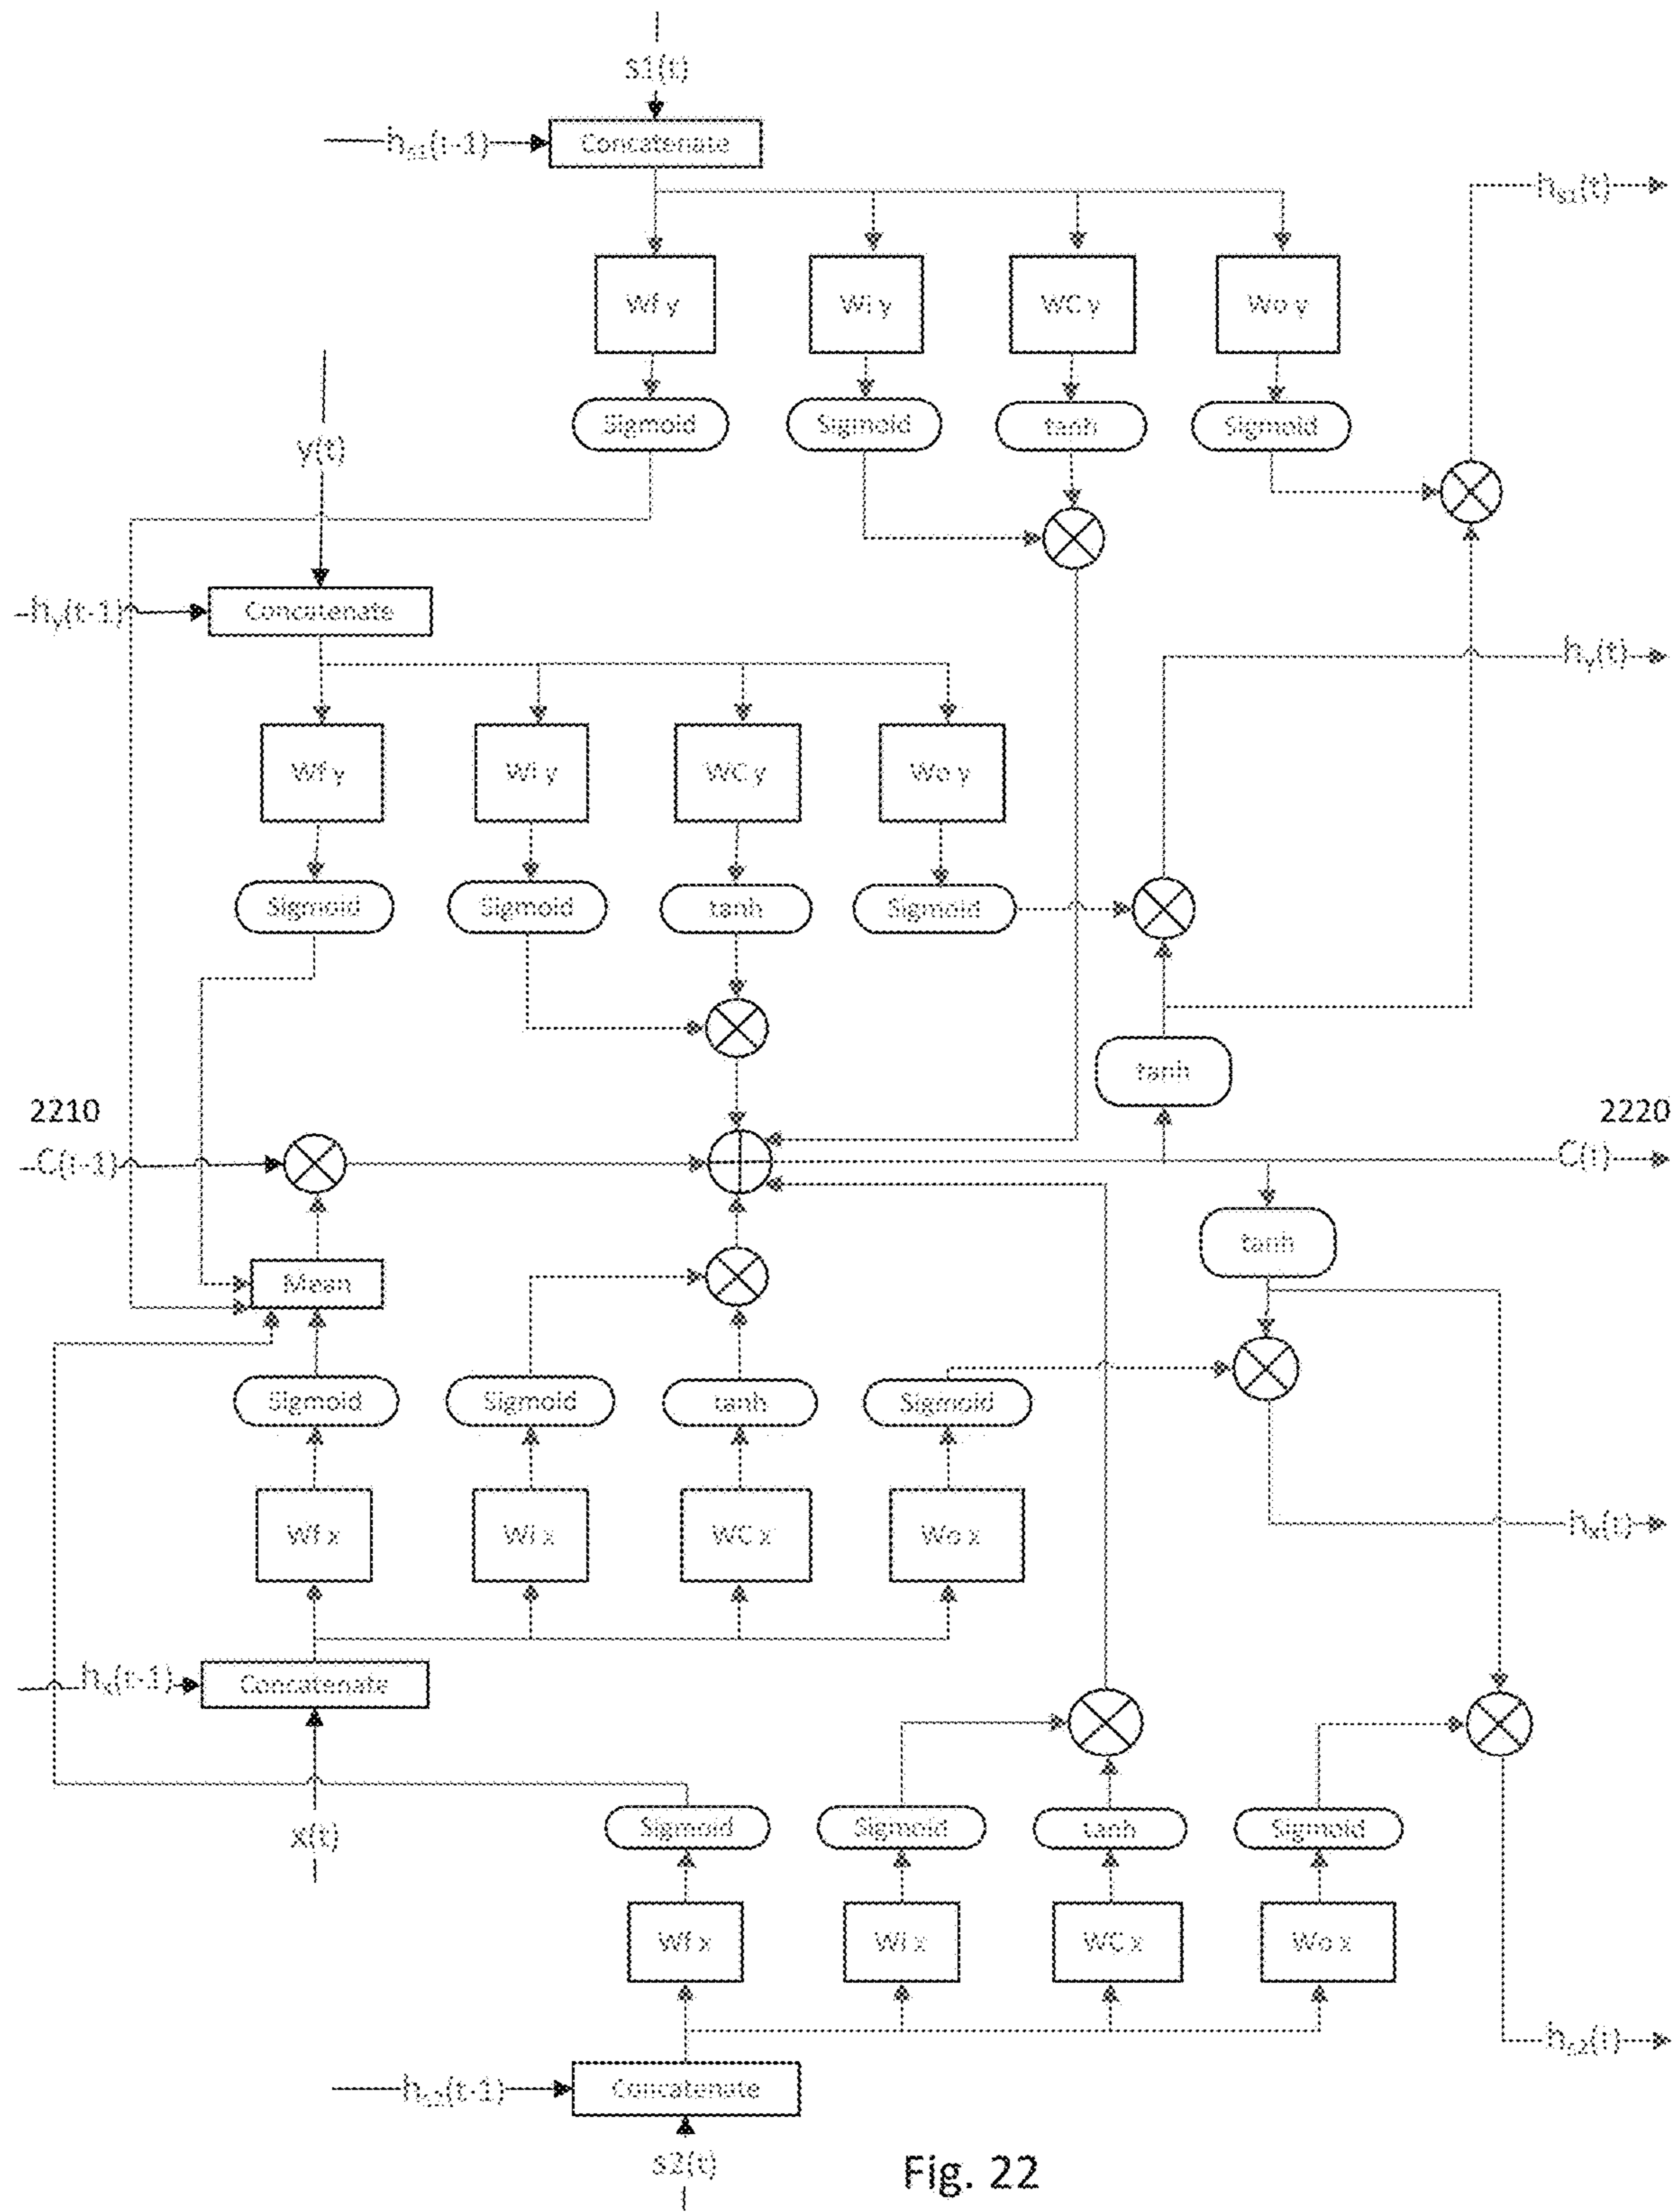 s1(t)
hs1(t-1) Concatenate
hs1(t)
Wf y Wi y WC y Wo y
Sigmoid Sigmoid tanh Sigmoid
y(t)
hy(t-1) Concatenate
hy(t)
Wf y Wi y WC y Wo y
Sigmoid Sigmoid tanh Sigmoid
tanh
2210 2220
C(t-1) C(t)
tanh
Mean
Sigmoid Sigmoid tanh Sigmoid
Wf x Wi x WC x Wo x
hx(t)
hx(t-1) Concatenate
x(t)
Sigmoid Sigmoid tanh Sigmoid
Wf x Wi x WC x Wo x
hs2(t)
hs2(t-1) Concatenate
s2(t)
Fig. 22